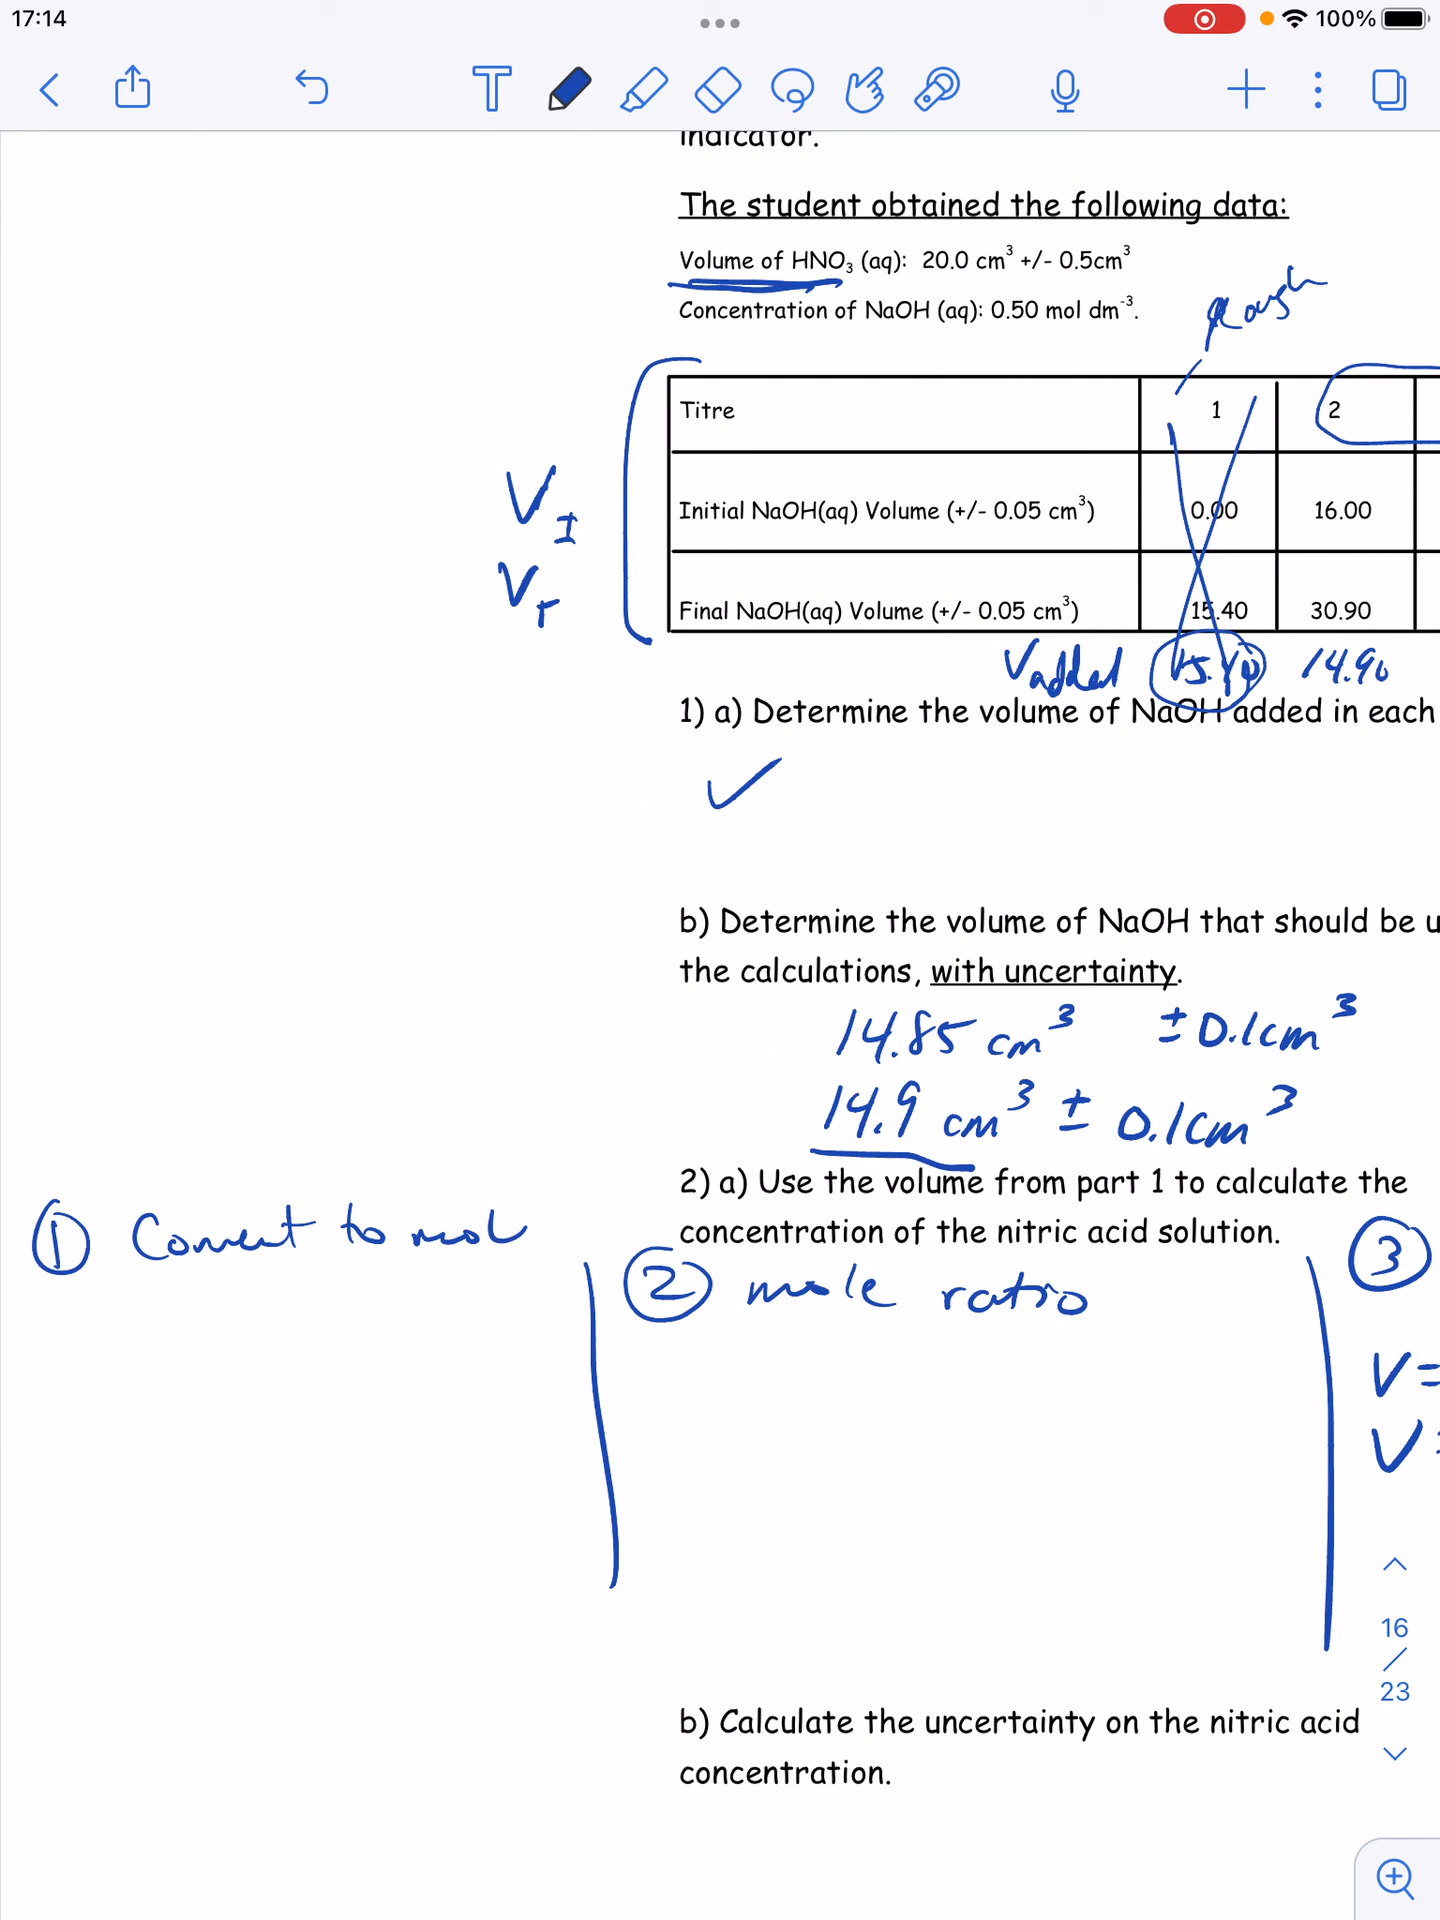 17:14
100%
indicator.
The student obtained the following data:
Volume of HNO₃ (aq): 20.0 cm³ +/- 0.5cm³
Concentration of NaOH (aq): 0.50 mol dm⁻³.
Rough
Titre 1 2
V_I
Initial NaOH(aq) Volume (+/- 0.05 cm³) 0.00 16.00
V_F
Final NaOH(aq) Volume (+/- 0.05 cm³) 15.40 30.90
V added 15.40 14.90
1) a) Determine the volume of NaOH added in each
✓
b) Determine the volume of NaOH that should be u
the calculations, with uncertainty.
14.85 cm³ ± 0.1cm³
14.9 cm³ ± 0.1cm³
2) a) Use the volume from part 1 to calculate the
concentration of the nitric acid solution.
① Convert to mol
② mole ratio
③
V=
V=
16
/
23
b) Calculate the uncertainty on the nitric acid
concentration.